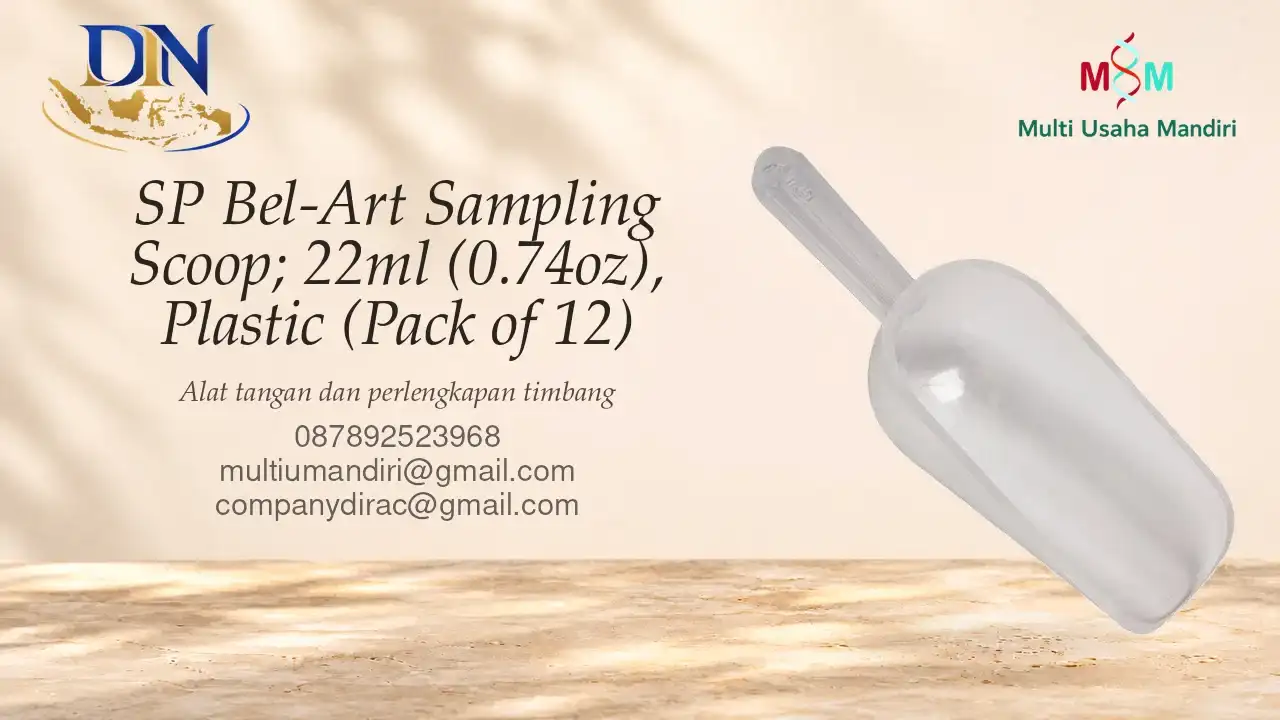 DIN
MSM
Multi Usaha Mandiri
SP Bel-Art Sampling
Scoop; 22ml (0.74oz),
Plastic (Pack of 12)
Alat tangan dan perlengkapan timbang
087892523968
multiumandiri@gmail.com
companydirac@gmail.com